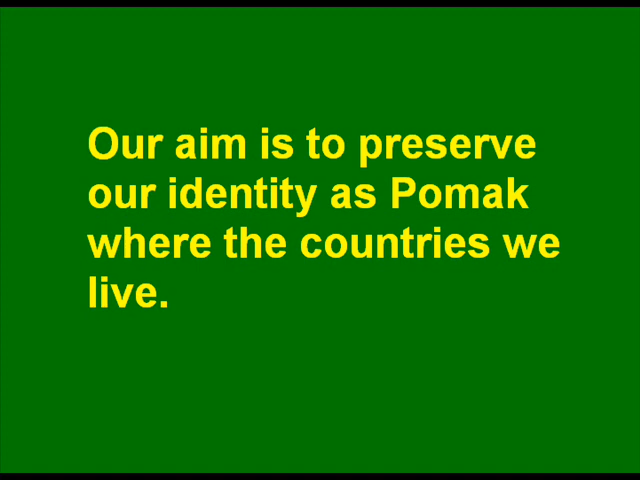 Our aim is to preserve
our identity as Pomak
where the countries we
live.